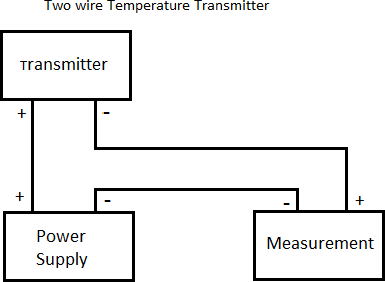 Two wire Temperature Transmitter
Transmitter
+ -
+ - - +
Power
Supply
Measurement